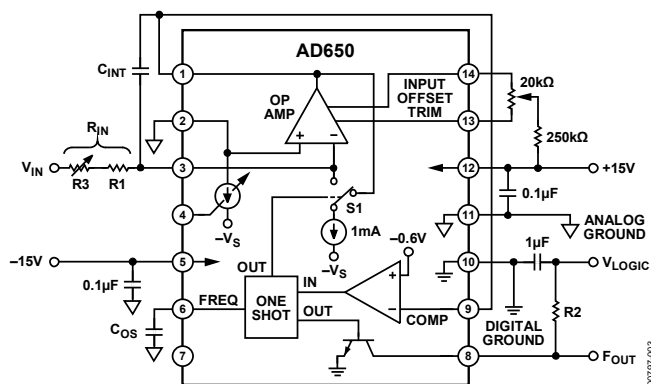 AD650
CINT
1
14
20kΩ
INPUT
OFFSET
TRIM
OP
AMP
2
13
RIN
250kΩ
+
−
VIN
R3
R1
3
12
+15V
S1
0.1µF
4
−VS
1mA
11
ANALOG
GROUND
−0.6V
1µF
−15V
5
−VS
10
VLOGIC
0.1µF
OUT
IN
+
FREQ
ONE
SHOT
OUT
−
COMP
6
9
DIGITAL
GROUND
R2
COS
7
8
FOUT